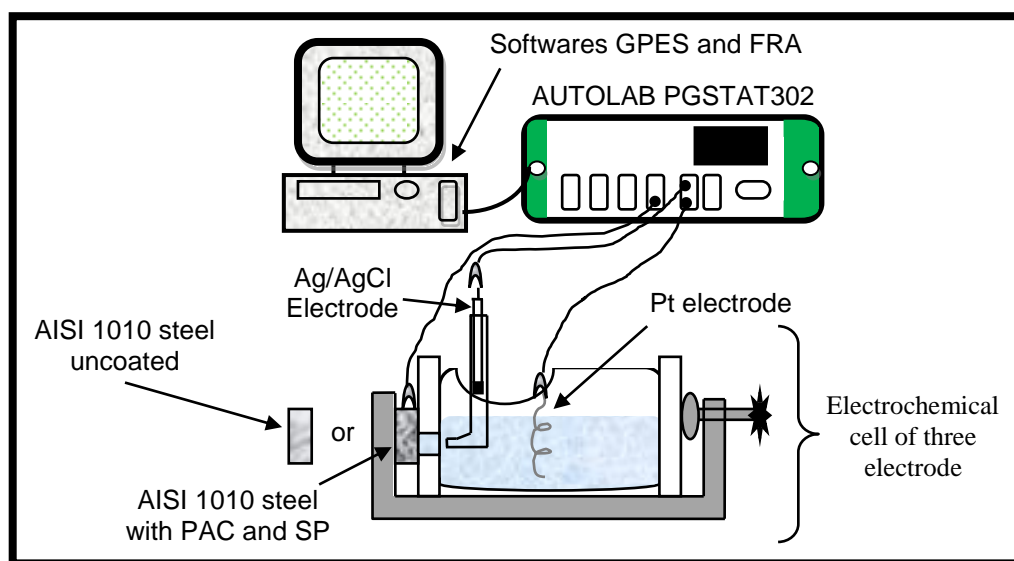 Softwares GPES and FRA
AUTOLAB PGSTAT302
Ag/AgCl
Electrode
Pt electrode
AISI 1010 steel
uncoated
or
Electrochemical
cell of three
electrode
AISI 1010 steel
with PAC and SP